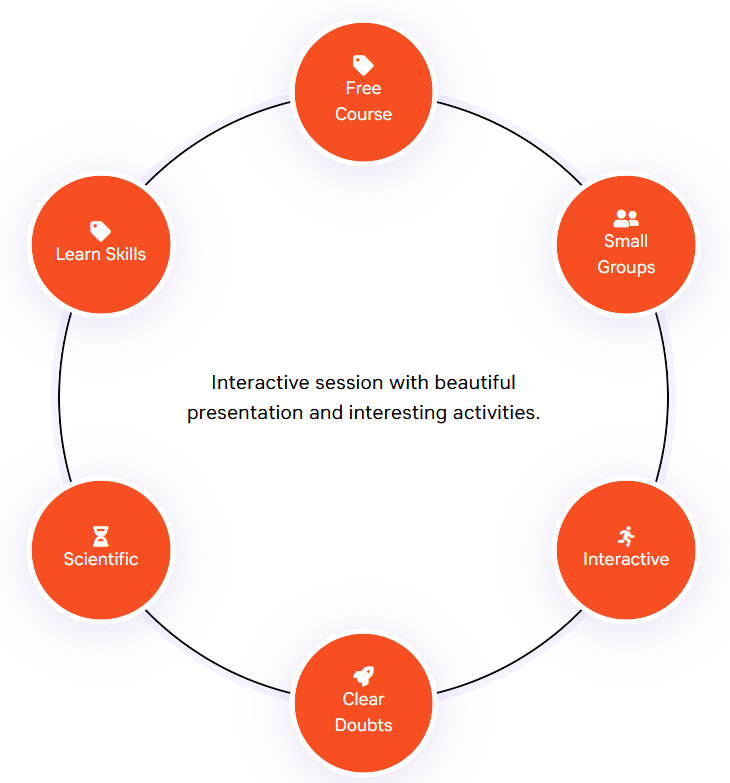 Free
Course
Small
Groups
Learn Skills
Interactive session with beautiful
presentation and interesting activities.
Scientific
Interactive
Clear
Doubts